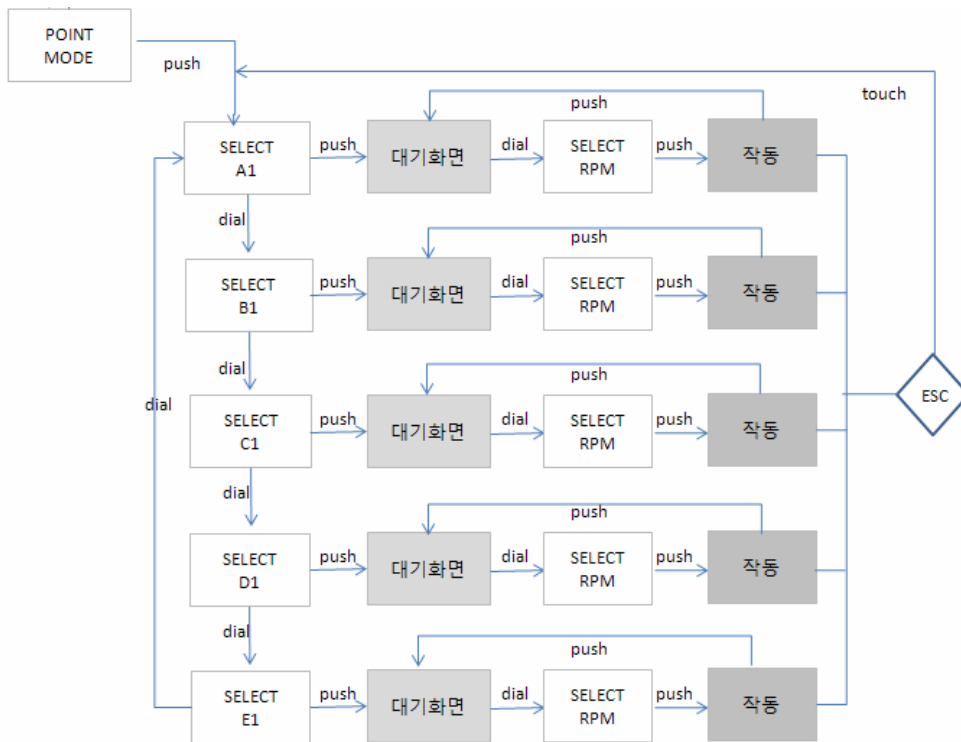 POINT
MODE
push
touch
push
SELECT
A1
push
대기화면
dial
SELECT
RPM
push
작동
dial
push
SELECT
B1
push
대기화면
dial
SELECT
RPM
push
작동
dial
push
ESC
dial
SELECT
C1
push
대기화면
dial
SELECT
RPM
push
작동
dial
push
SELECT
D1
push
대기화면
dial
SELECT
RPM
push
작동
dial
push
SELECT
E1
push
대기화면
dial
SELECT
RPM
push
작동